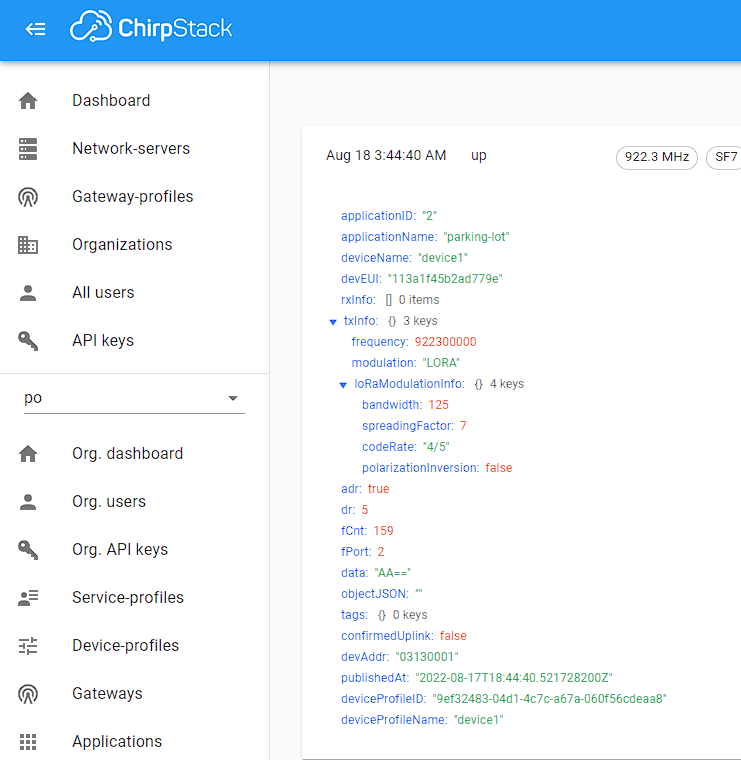 ChirpStack
Dashboard
Network-servers
Gateway-profiles
Organizations
All users
API keys
po
Org. dashboard
Org. users
Org. API keys
Service-profiles
Device-profiles
Gateways
Applications
Aug 18 3:44:40 AM up 922.3 MHz SF7
applicationID: "2"
applicationName: "parking-lot"
deviceName: "device1"
devEUI: "113a1f45b2ad779e"
rxInfo: [] 0 items
txInfo: {} 3 keys
frequency: 922300000
modulation: "LORA"
loRaModulationInfo: {} 4 keys
bandwidth: 125
spreadingFactor: 7
codeRate: "4/5"
polarizationInversion: false
adr: true
dr: 5
fCnt: 159
fPort: 2
data: "AA=="
objectJSON: ""
tags: {} 0 keys
confirmedUplink: false
devAddr: "03130001"
publishedAt: "2022-08-17T18:44:40.521728200Z"
deviceProfileID: "9ef32483-04d1-4c7c-a67a-060f56cdeaa8"
deviceProfileName: "device1"